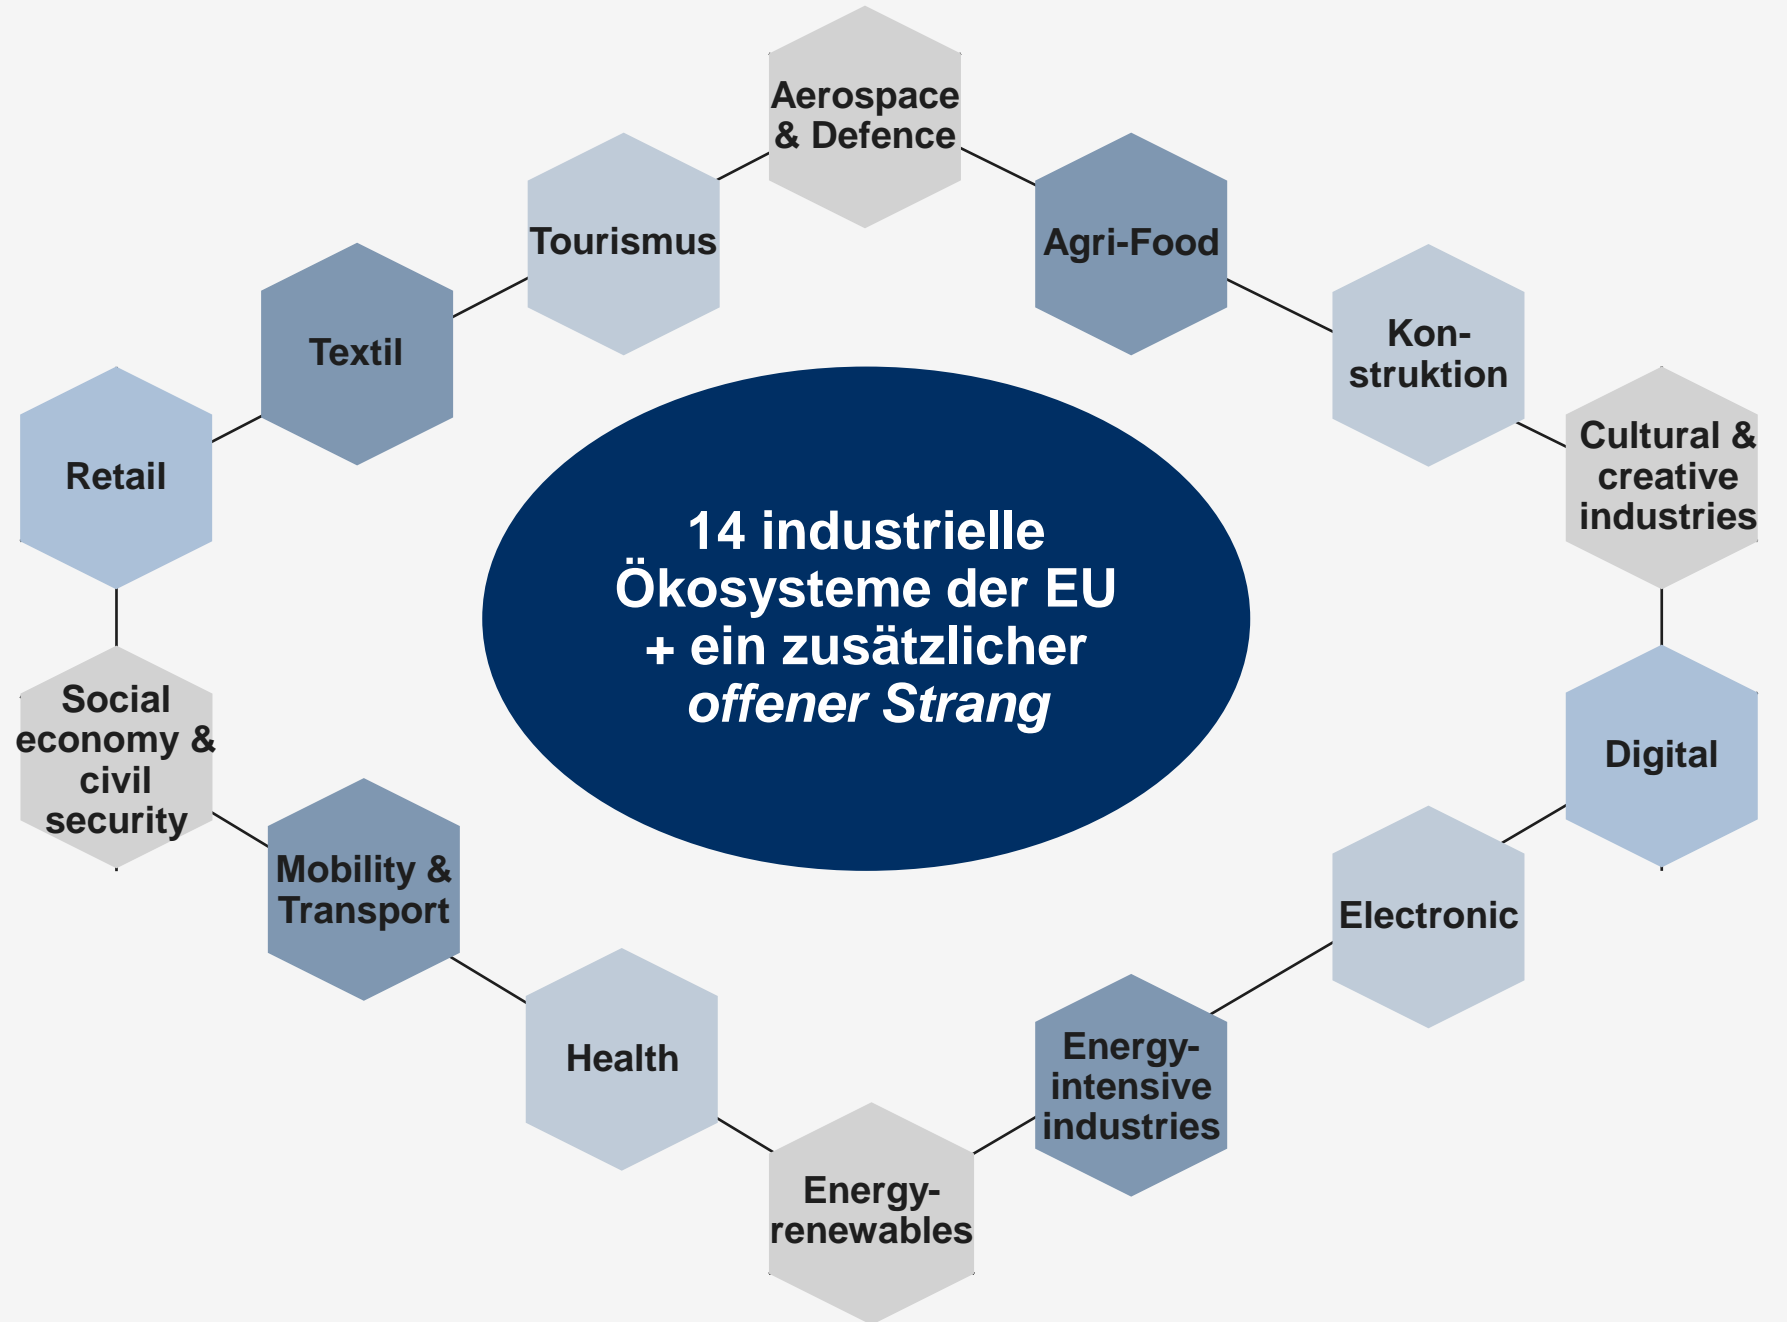 Aerospace
& Defence
Tourismus
Agri-Food
Textil
Kon-
struktion
Retail
Cultural &
creative
industries
14 industrielle
Ökosysteme der EU
+ ein zusätzlicher
offener Strang
Social
economy &
civil
security
Digital
Mobility &
Transport
Electronic
Health
Energy-
intensive
industries
Energy-
renewables